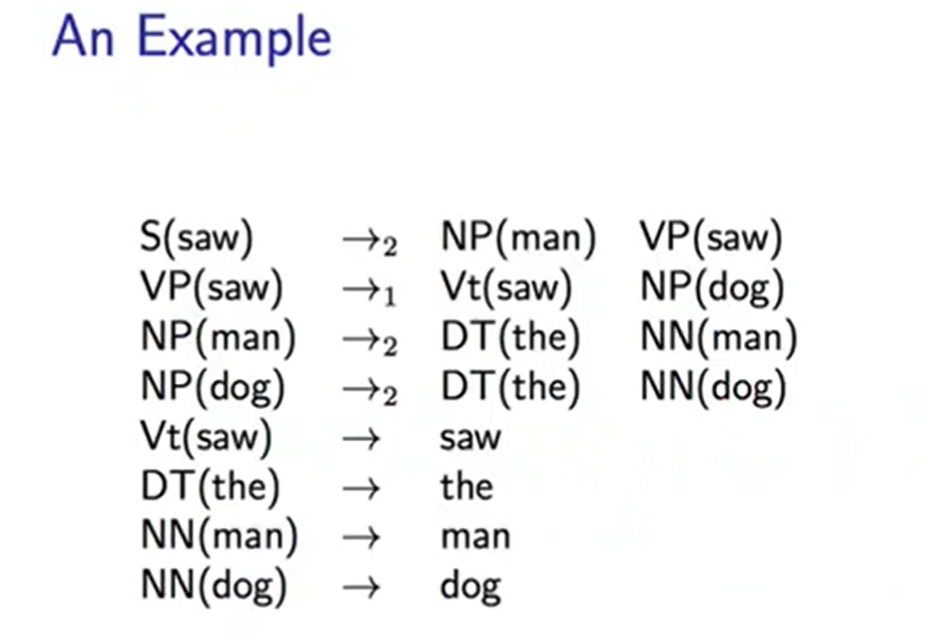 An Example
S(saw) →₂ NP(man) VP(saw)
VP(saw) →₁ Vt(saw) NP(dog)
NP(man) →₂ DT(the) NN(man)
NP(dog) →₂ DT(the) NN(dog)
Vt(saw) → saw
DT(the) → the
NN(man) → man
NN(dog) → dog